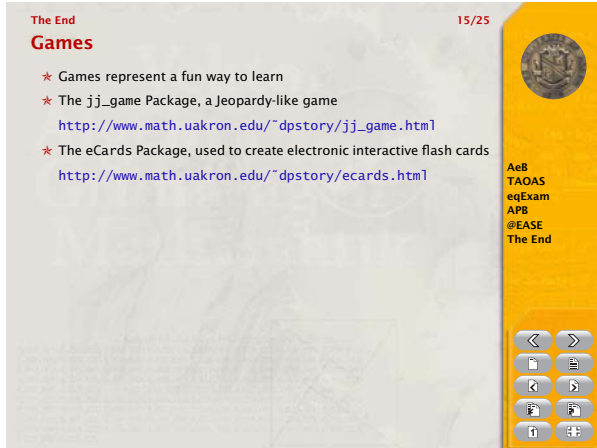 The End 15/25
Games
Games represent a fun way to learn
The jj_game Package, a Jeopardy-like game
http://www.math.uakron.edu/~dpstory/jj_game.html
The eCards Package, used to create electronic interactive flash cards
http://www.math.uakron.edu/~dpstory/ecards.html
AeB
TAOAS
eqExam
APB
@EASE
The End